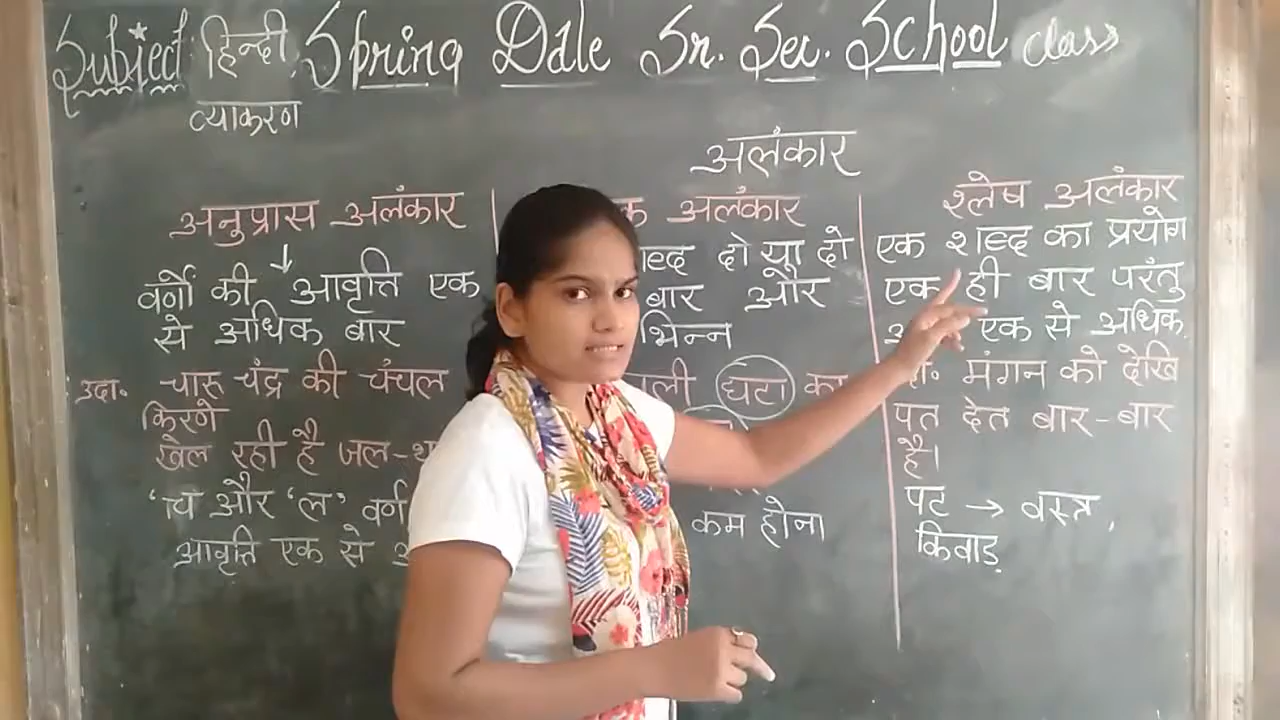 Subject हिन्दी Spring Dale Sr. Sec. School class
व्याकरण
अलंकार
अनुप्रास अलंकार
वर्णो की आवृत्ति एक
से अधिक बार
उदा॰ चारू चंद्र की चंचल
किरणे
खेल रही है जल-
'च और 'ल' वर्ण
आवृति एक से
क अलंकार
शब्द दो या दो
बार और
भिन्न
घटा का
कम होना
श्लेष अलंकार
एक शब्द का प्रयोग
एक ही बार परंतु
एक से अधिक
मंगन को देखि
पत देत बार-बार
है।
पट → वस्त्र,
किवाड़